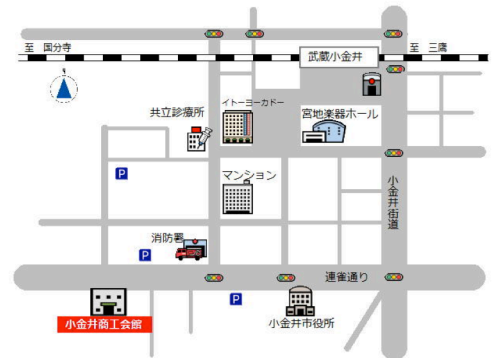 至 国分寺
武蔵小金井
至 三鷹
共立診療所
イトーヨーカドー
宮地楽器ホール
P
マンション
小金井街道
消防署
P
連雀通り
P
小金井商工会館
小金井市役所